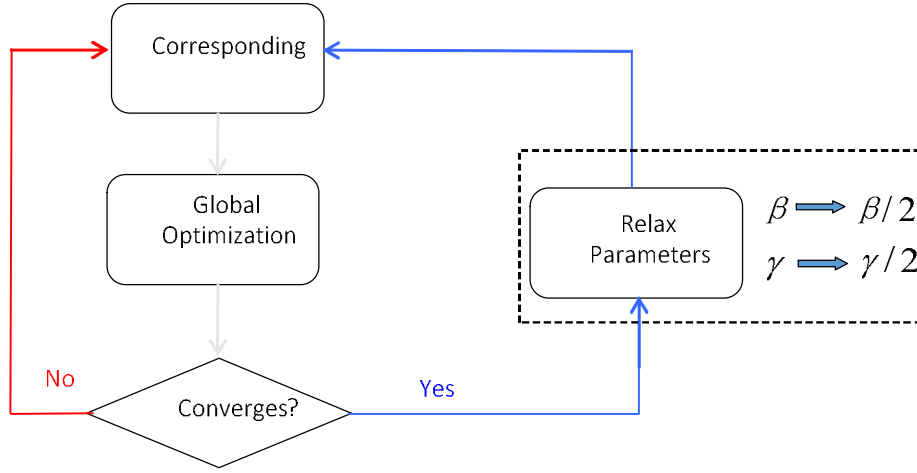 Corresponding
Global
Optimization
Relax
Parameters
β → β/2
γ → γ/2
No
Yes
Converges?